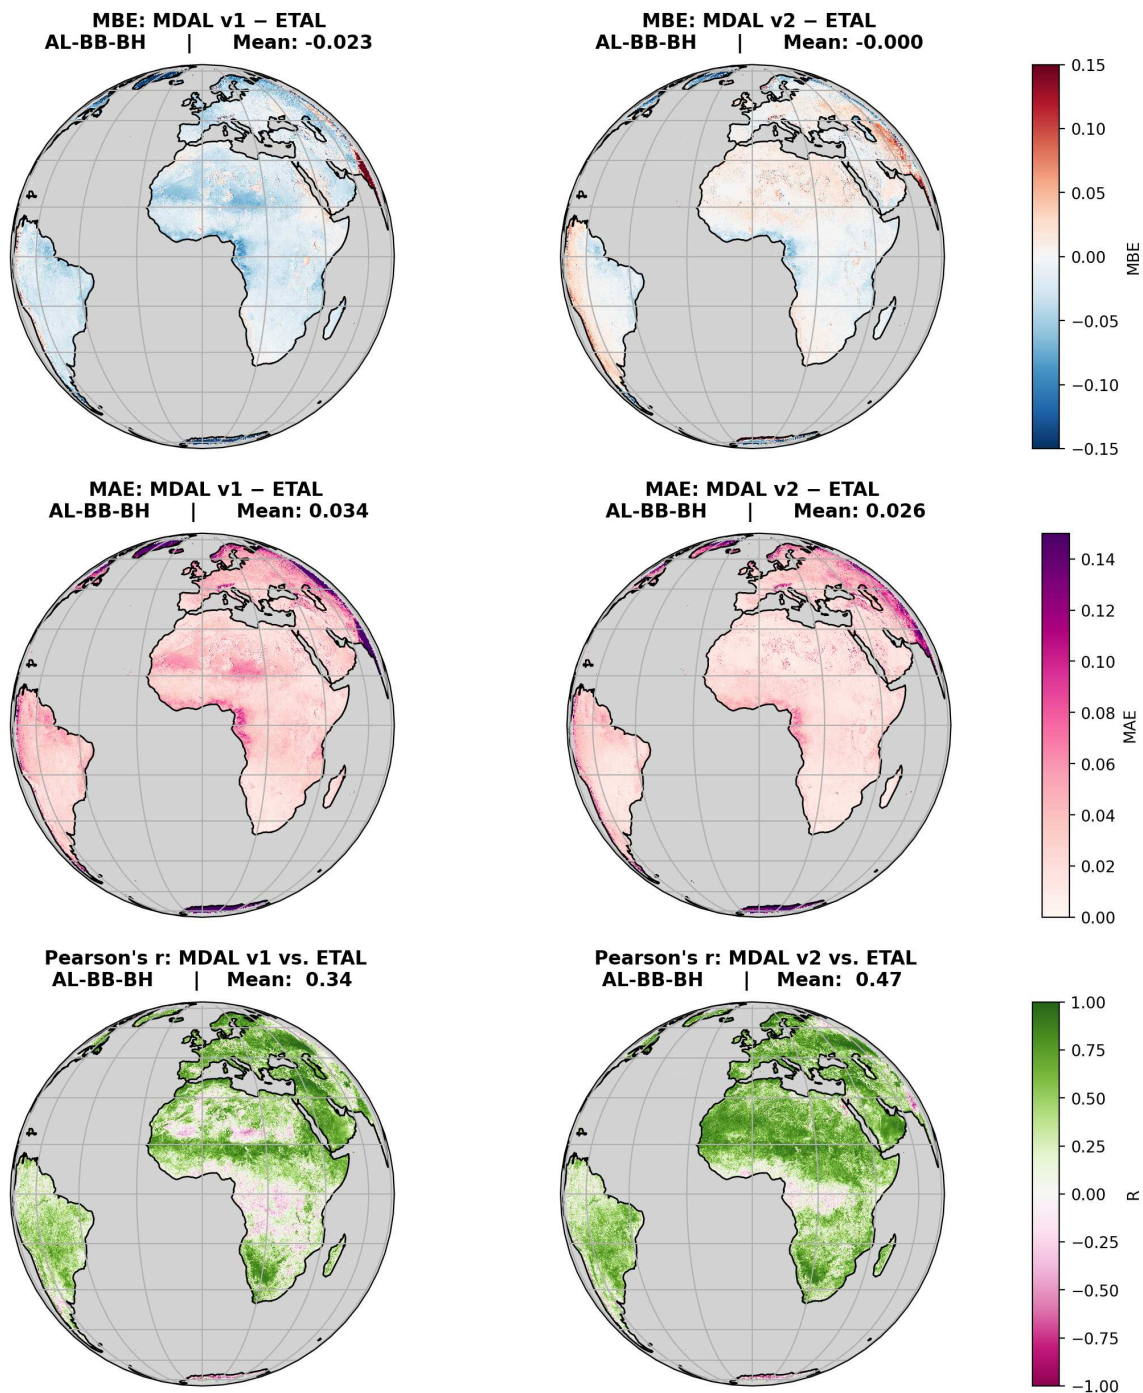 MBE: MDAL v1 − ETAL
AL-BB-BH | Mean: -0.023
MBE: MDAL v2 − ETAL
AL-BB-BH | Mean: -0.000
0.15
0.10
0.05
0.00
−0.05
−0.10
−0.15
MBE
MAE: MDAL v1 − ETAL
AL-BB-BH | Mean: 0.034
MAE: MDAL v2 − ETAL
AL-BB-BH | Mean: 0.026
0.14
0.12
0.10
0.08
0.06
0.04
0.02
0.00
MAE
Pearson's r: MDAL v1 vs. ETAL
AL-BB-BH | Mean: 0.34
Pearson's r: MDAL v2 vs. ETAL
AL-BB-BH | Mean: 0.47
1.00
0.75
0.50
0.25
0.00
−0.25
−0.50
−0.75
−1.00
R